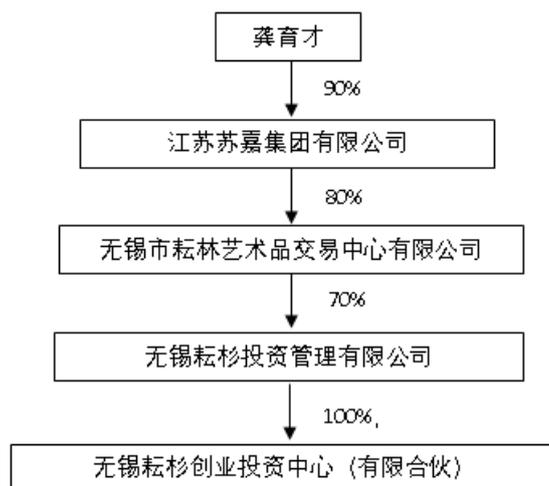 龚育才
90%
江苏苏嘉集团有限公司
80%
无锡市耘林艺术品交易中心有限公司
70%
无锡耘杉投资管理有限公司
100%,
无锡耘杉创业投资中心（有限合伙）